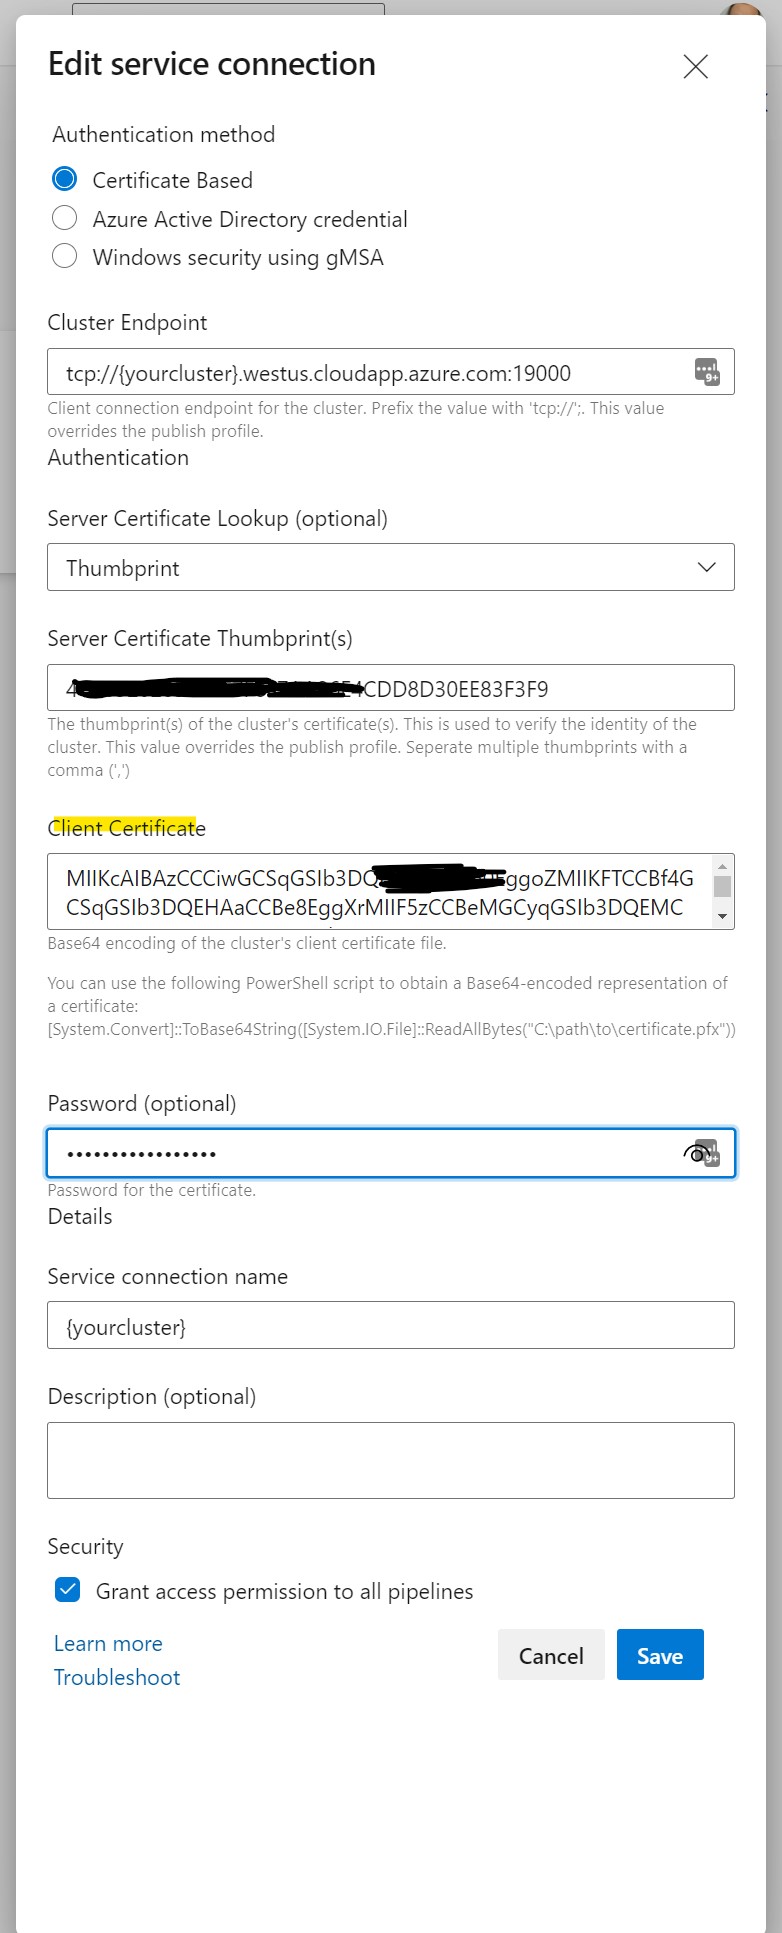 Edit service connection
Authentication method
Certificate Based
Azure Active Directory credential
Windows security using gMSA
Cluster Endpoint
tcp://{yourcluster}.westus.cloudapp.azure.com:19000
9+
Client connection endpoint for the cluster. Prefix the value with 'tcp://';. This value
overrides the publish profile.
Authentication
Server Certificate Lookup (optional)
Thumbprint
Server Certificate Thumbprint(s)
4CDD8D30EE83F3F9
The thumbprint(s) of the cluster's certificate(s). This is used to verify the identity of the
cluster. This value overrides the publish profile. Seperate multiple thumbprints with a
comma (',')
Client Certificate
MIIKcAIBAzCCCiwGCSqGSIb3DQ ggoZMIIKFTCCBf4G
CSqGSIb3DQEHAaCCBe8EggXrMIIF5zCCBeMGCyqGSIb3DQEMC
Base64 encoding of the cluster's client certificate file.
You can use the following PowerShell script to obtain a Base64-encoded representation of
a certificate:
[System.Convert]::ToBase64String([System.IO.File]::ReadAllBytes("C:\path\to\certificate.pfx"))
Password (optional)
•••••••••••••••••
9+
Password for the certificate.
Details
Service connection name
{yourcluster}
Description (optional)
Security
Grant access permission to all pipelines
Learn more
Cancel
Save
Troubleshoot